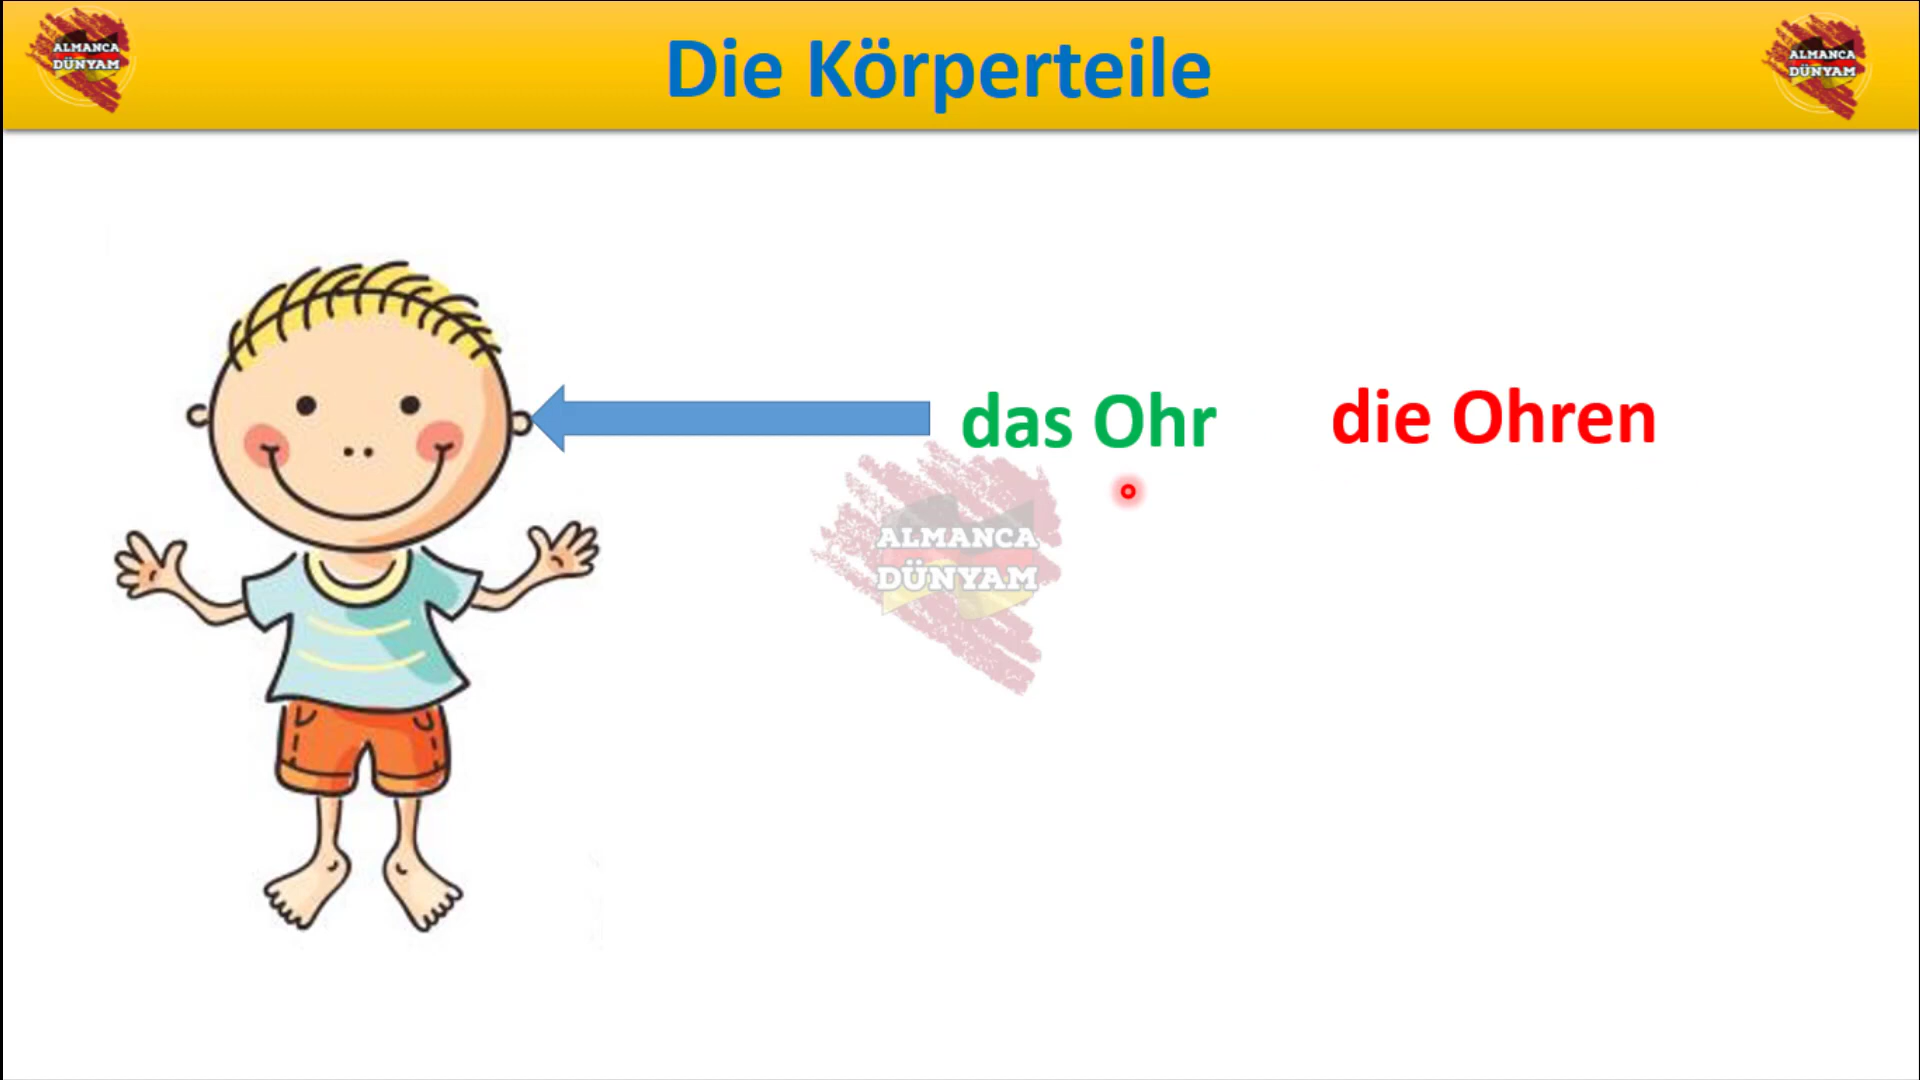 ALMANCA
DÜNYAM
Die Körperteile
ALMANCA
DÜNYAM
das Ohr
die Ohren
ALMANCA
DÜNYAM